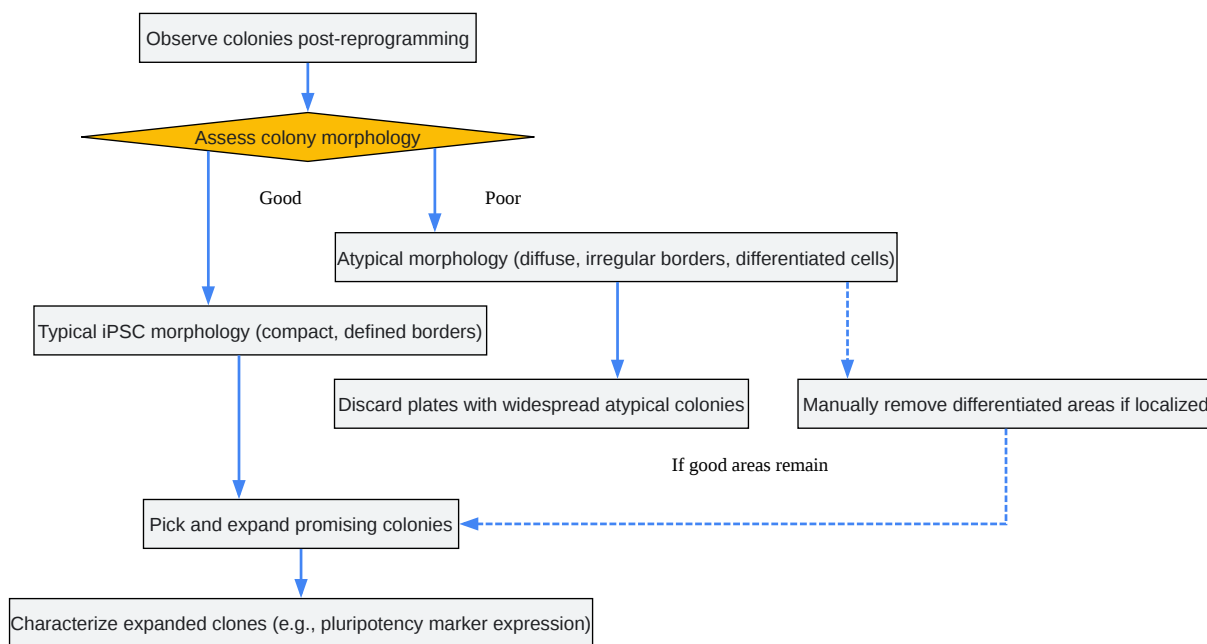 Observe colonies post-reprogramming
Assess colony morphology
Good
Poor
Atypical morphology (diffuse, irregular borders, differentiated cells)
Typical iPSC morphology (compact, defined borders)
Discard plates with widespread atypical colonies
Manually remove differentiated areas if localized
If good areas remain
Pick and expand promising colonies
Characterize expanded clones (e.g., pluripotency marker expression)